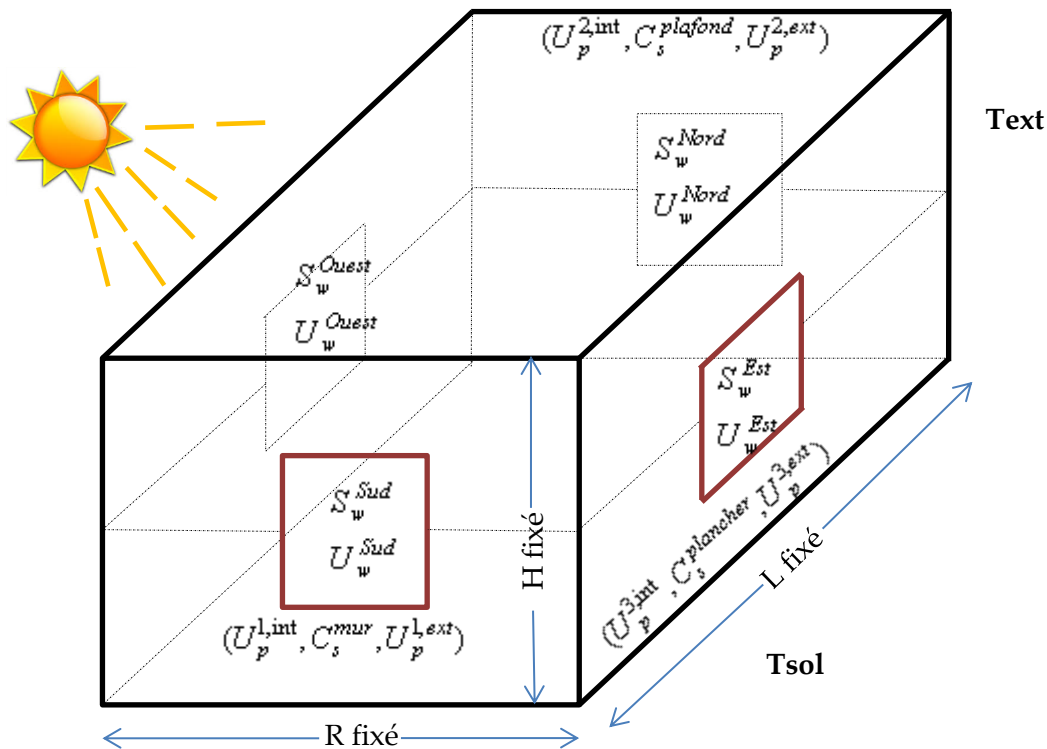 (U_p^{2,int}, C_s^{plafond}, U_p^{2,ext})
Text
S_w^{Nord}
U_w^{Nord}
S_w^{Ouest}
U_w^{Ouest}
S_w^{Est}
U_w^{Est}
S_w^{Sud}
U_w^{Sud}
H fixé
(U_p^{3,int}, C_s^{plancher}, U_p^{3,ext})
L fixé
(U_p^{1,int}, C_s^{mur}, U_p^{1,ext})
Tsol
R fixé